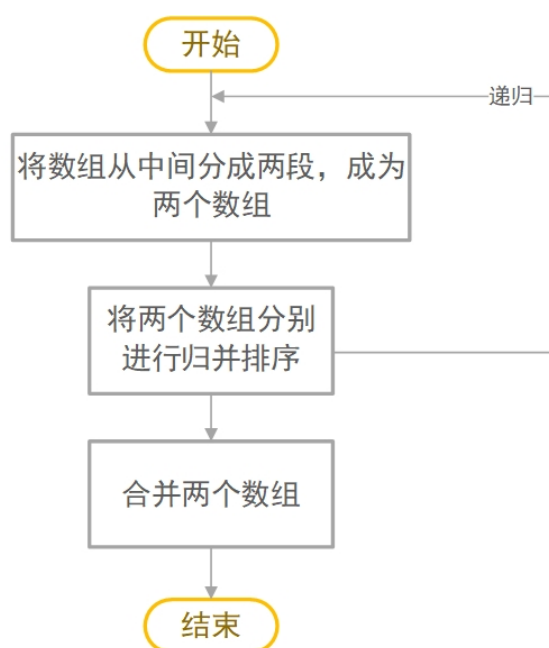 开始
递归
将数组从中间分成两段，成为
两个数组
将两个数组分别
进行归并排序
合并两个数组
结束